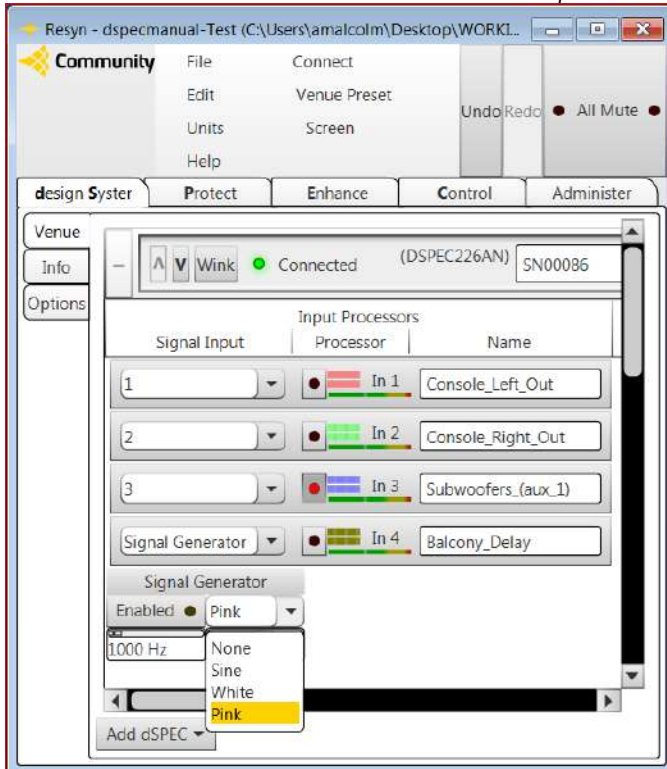 Resyn - dspecmanual-Test (C:\Users\amalcolm\Desktop\WORKI...
Community
File
Connect
Edit
Venue Preset
Units
Screen
Help
Undo
Redo
All Mute
design Syster
Protect
Enhance
Control
Administer
Venue
Info
Options
−
Λ
V
Wink
Connected
(DSPEC226AN)
SN00086
Input Processors
Signal Input
Processor
Name
1
In 1
Console_Left_Out
2
In 2
Console_Right_Out
3
In 3
Subwoofers_(aux_1)
Signal Generator
In 4
Balcony_Delay
Signal Generator
Enabled
Pink
1000 Hz
None
Sine
White
Pink
Add dSPEC